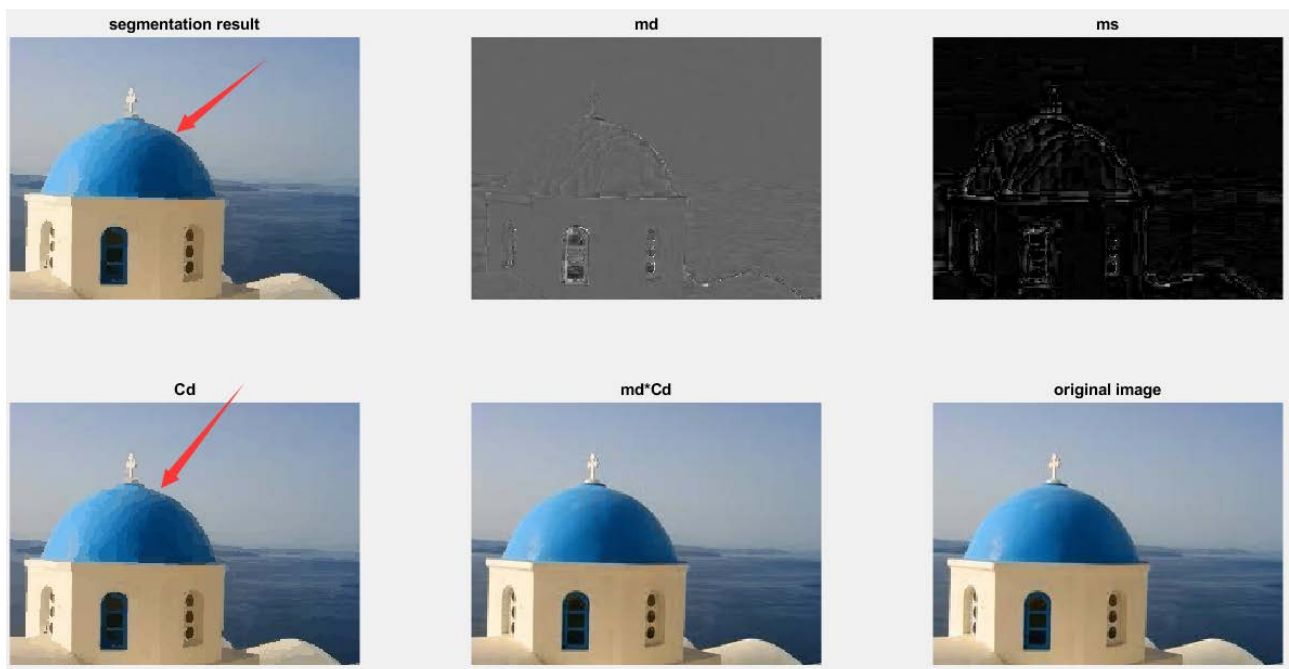 segmentation result
md
ms
Cd
md*Cd
original image